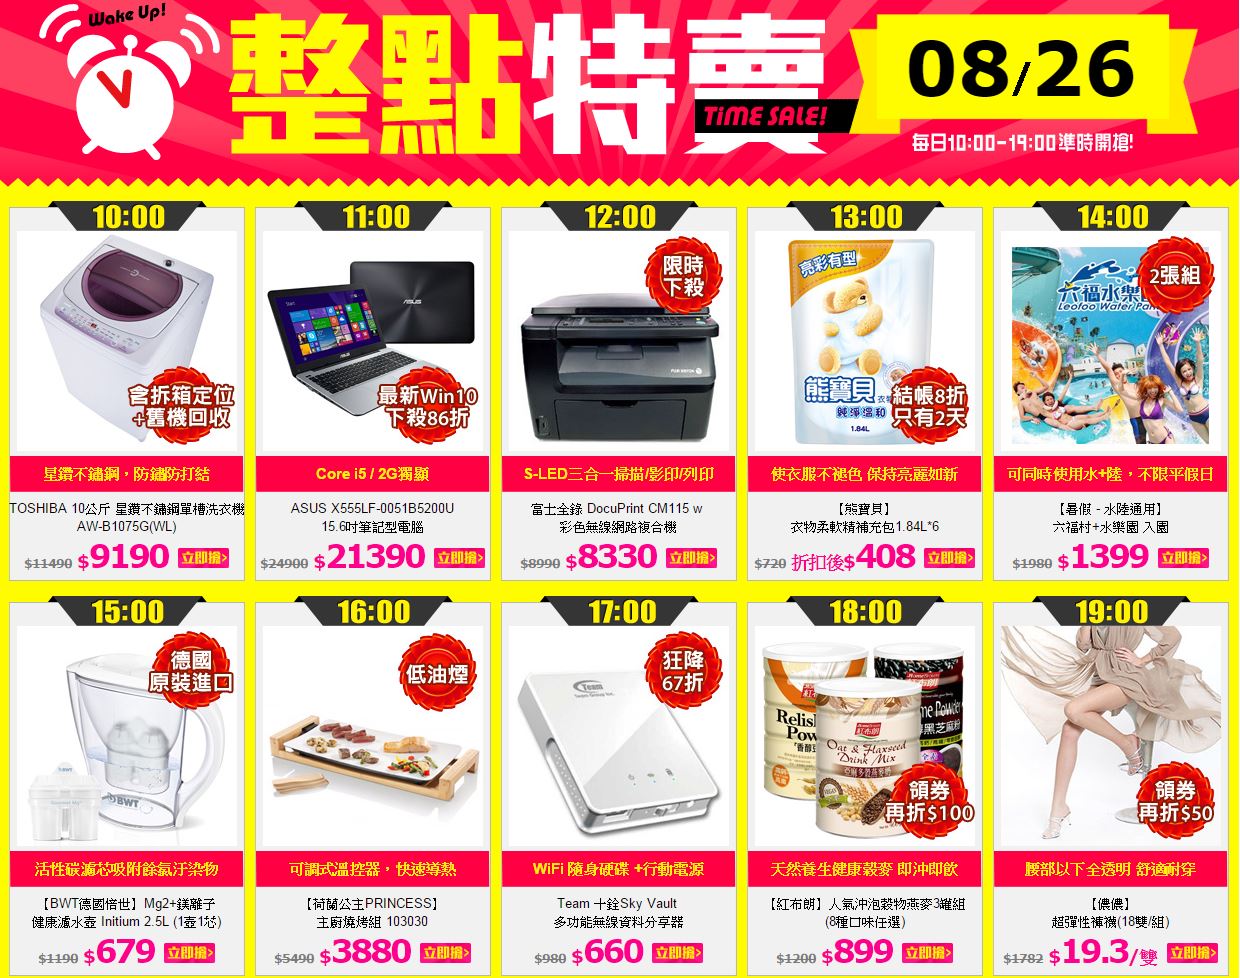 Wake Up!
整點特賣
TiME SALE!
08/26
每日10:00-19:00準時開搶!
10:00
含拆箱定位
+舊機回收
星鑽不鏽鋼，防鏽防打結
TOSHIBA 10公斤 星鑽不鏽鋼單槽洗衣機
AW-B1075G(WL)
$11490 $9190 立即搶>
11:00
ASUS
Start
ASUS
最新Win10
下殺86折
Core i5 / 2G獨顯
ASUS X555LF-0051B5200U
15.6吋筆記型電腦
$24900 $21390 立即搶>
12:00
限時
下殺
S-LED三合一掃描/影印/列印
富士全錄 DocuPrint CM115 w
彩色無線網路複合機
$8990 $8330 立即搶>
13:00
亮彩有型
熊寶貝
純淨溫和
1.84L
結帳8折
只有2天
使衣服不褪色 保持亮麗如新
【熊寶貝】
衣物柔軟精補充包1.84L*6
$720 折扣後$408 立即搶>
14:00
六福水樂
Leofoo Water Park
2張組
可同時使用水+陸，不限平假日
【暑假 - 水陸通用】
六福村+水樂園 入園
$1980 $1399 立即搶>
15:00
德國
原裝進口
BWT
BWT
活性碳濾芯吸附餘氯汙染物
【BWT德國倍世】Mg2+鎂離子
健康濾水壺 Initium 2.5L (1壺1芯)
$1190 $679 立即搶>
16:00
低油煙
可調式溫控器，快速導熱
【荷蘭公主PRINCESS】
主廚燒烤組 103030
$5490 $3880 立即搶>
17:00
狂降
67折
Team
Team Group Inc.
WiFi 隨身硬碟 +行動電源
Team 十銓Sky Vault
多功能無線資料分享器
$980 $660 立即搶>
18:00
Oat & Flaxseed
Drink Mix
紅布朗
黑芝麻粉
領券
再折$100
天然養生健康穀麥 即沖即飲
【紅布朗】人氣沖泡穀物燕麥3罐組
(8種口味任選)
$1200 $899 立即搶>
19:00
領券
再折$50
腰部以下全透明 舒適耐穿
【儂儂】
超彈性褲襪(18雙/組)
$1782 $19.3/雙 立即搶>